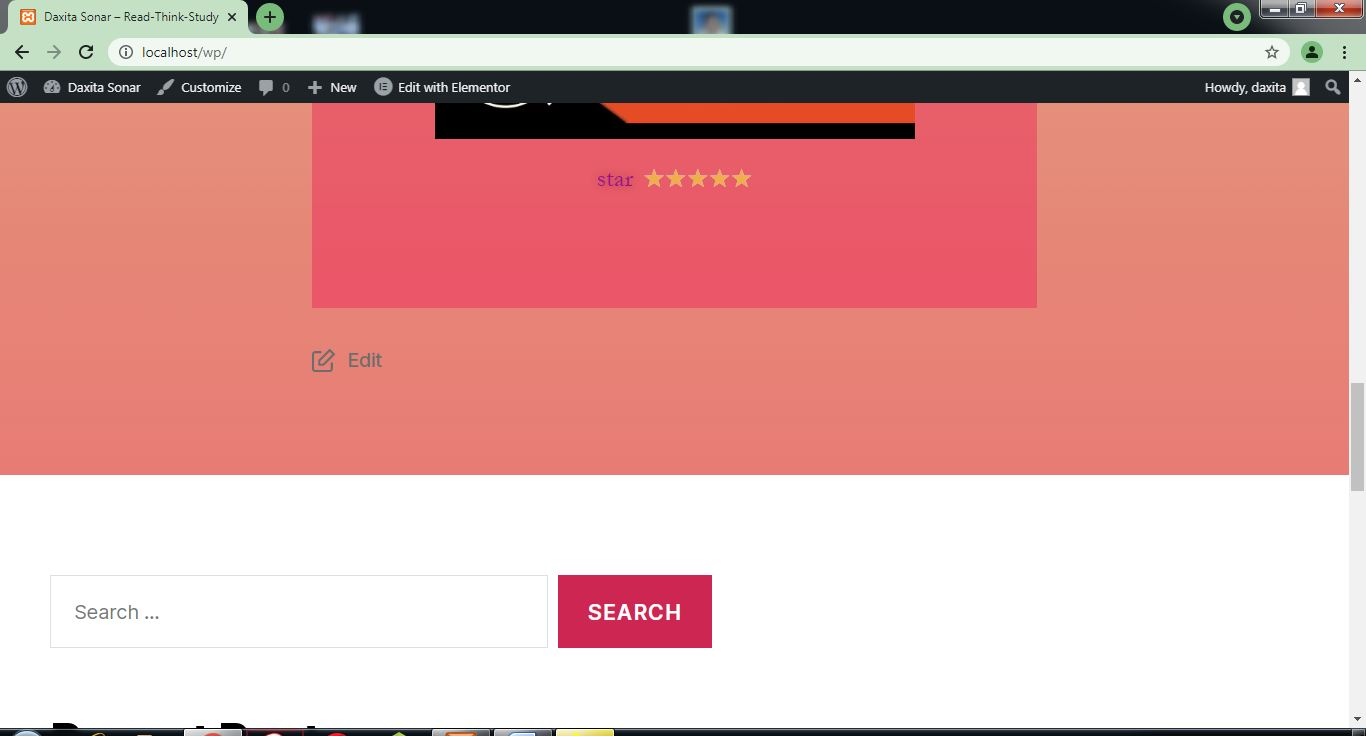 Daxita Sonar – Read-Think-Study
localhost/wp/
Daxita Sonar Customize 0 New Edit with Elementor Howdy, daxita
star ★★★★★
Edit
Search ...
SEARCH